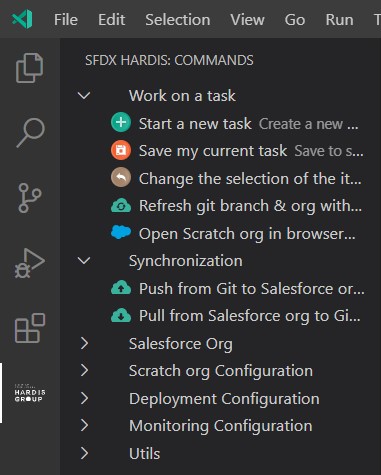 File Edit Selection View Go Run T
SFDX HARDIS: COMMANDS
Work on a task
Start a new task Create a new ...
Save my current task Save to s...
Change the selection of the it...
Refresh git branch & org with...
Open Scratch org in browser...
Synchronization
Push from Git to Salesforce or...
Pull from Salesforce org to Gi...
Salesforce Org
Scratch org Configuration
Deployment Configuration
Monitoring Configuration
Utils
HARDIS
GROUP